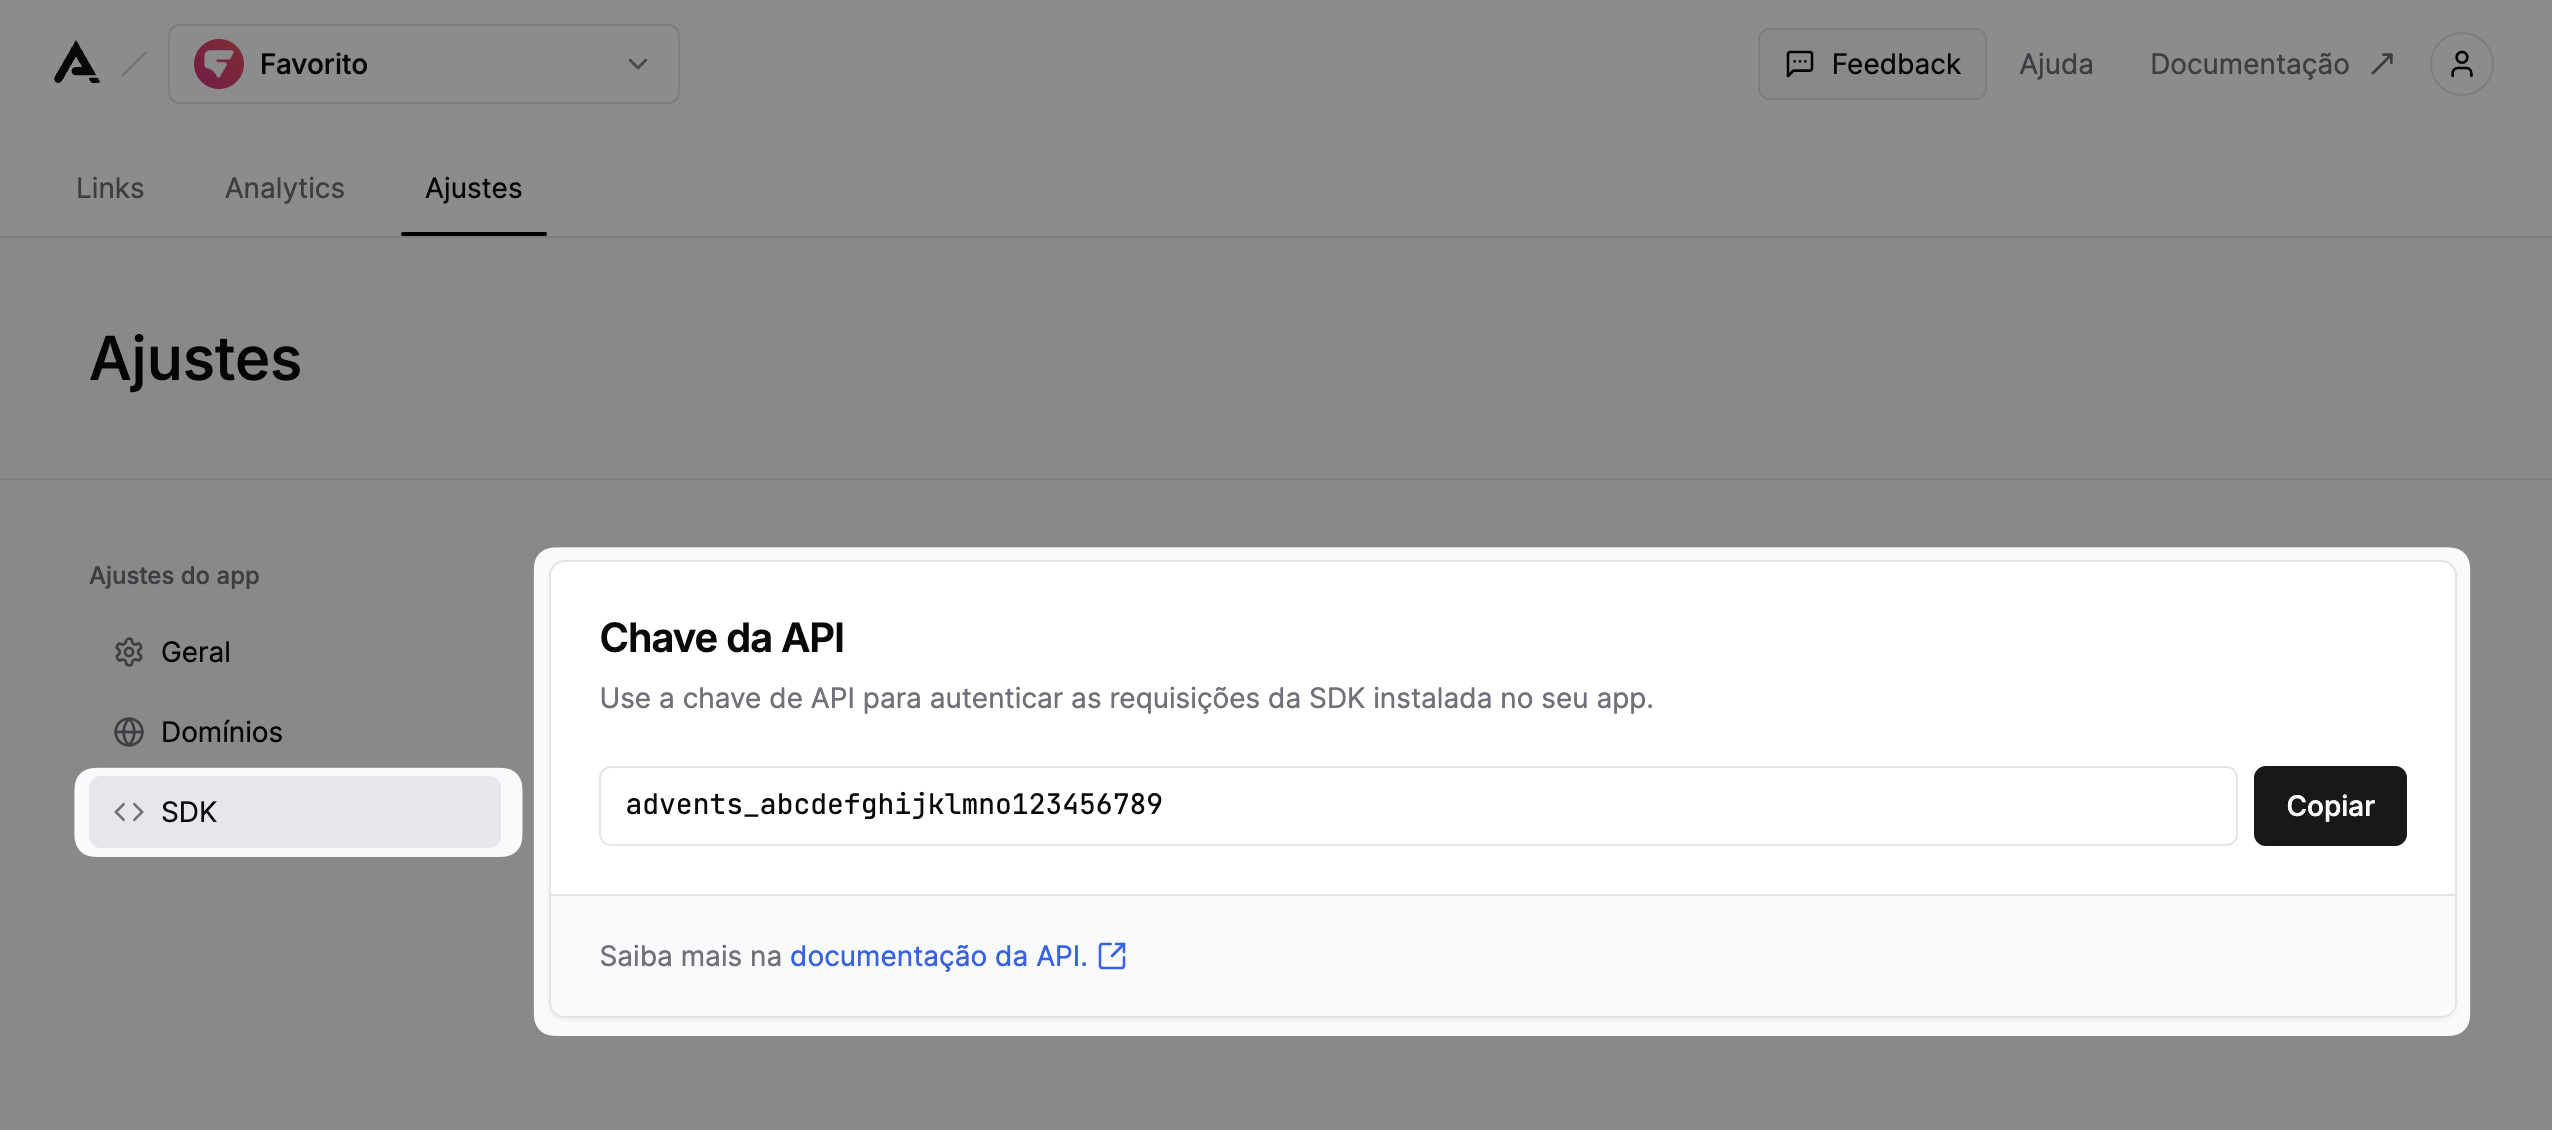 Favorito
Feedback
Ajuda
Documentação
Links
Analytics
Ajustes
Ajustes
Ajustes do app
Geral
Domínios
SDK
Chave da API
Use a chave de API para autenticar as requisições da SDK instalada no seu app.
advents_abcdefghijklmno123456789
Copiar
Saiba mais na documentação da API.